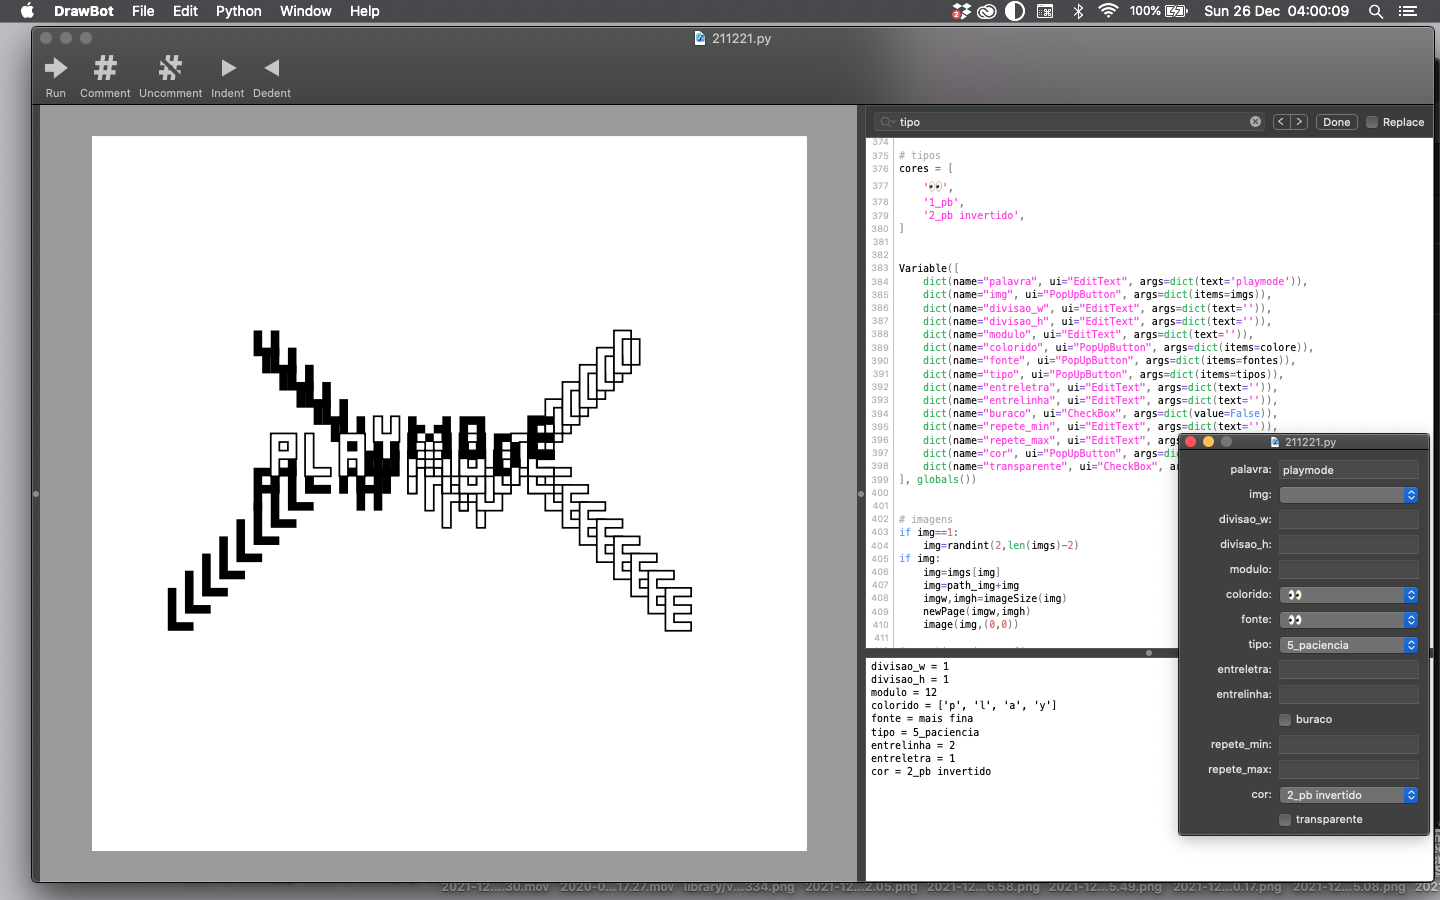 DrawBot File Edit Python Window Help
2 100% Sun 26 Dec 04:00:09
211221.py
Run Comment Uncomment Indent Dedent
PLAYMODE
tipo
< > Done Replace
374
375 # tipos
376 cores = [
377 '👀',
378 '1_pb',
379 '2_pb invertido',
380 ]
381
382
383 Variable([
384 dict(name="palavra", ui="EditText", args=dict(text='playmode')),
385 dict(name="img", ui="PopUpButton", args=dict(items=imgs)),
386 dict(name="divisao_w", ui="EditText", args=dict(text='')),
387 dict(name="divisao_h", ui="EditText", args=dict(text='')),
388 dict(name="modulo", ui="EditText", args=dict(text='')),
389 dict(name="colorido", ui="PopUpButton", args=dict(items=colore)),
390 dict(name="fonte", ui="PopUpButton", args=dict(items=fontes)),
391 dict(name="tipo", ui="PopUpButton", args=dict(items=tipos)),
392 dict(name="entreletra", ui="EditText", args=dict(text='')),
393 dict(name="entrelinha", ui="EditText", args=dict(text='')),
394 dict(name="buraco", ui="CheckBox", args=dict(value=False)),
395 dict(name="repete_min", ui="EditText", args=dict(text='')),
396 dict(name="repete_max", ui="EditText", arg
397 dict(name="cor", ui="PopUpButton", args=di
398 dict(name="transparente", ui="CheckBox", a
399 ], globals())
400
401
402 # imagens
403 if img==1:
404 img=randint(2,len(imgs)-2)
405 if img:
406 img=imgs[img]
407 img=path_img+img
408 imgw,imgh=imageSize(img)
409 newPage(imgw,imgh)
410 image(img,(0,0))
411
divisao_w = 1
divisao_h = 1
modulo = 12
colorido = ['p', 'l', 'a', 'y']
fonte = mais fina
tipo = 5_paciencia
entrelinha = 2
entreletra = 1
cor = 2_pb invertido
211221.py
palavra: playmode
img:
divisao_w:
divisao_h:
modulo:
colorido: 👀
fonte: 👀
tipo: 5_paciencia
entreletra:
entrelinha:
buraco
repete_min:
repete_max:
cor: 2_pb invertido
transparente
2021-12....30.mov 2020-0...17.27.mov library/v...334.png 2021-12...2.05.png 2021-12...6.58.png 2021-12...5.49.png 2021-12...0.17.png 2021-12...5.08.png 202